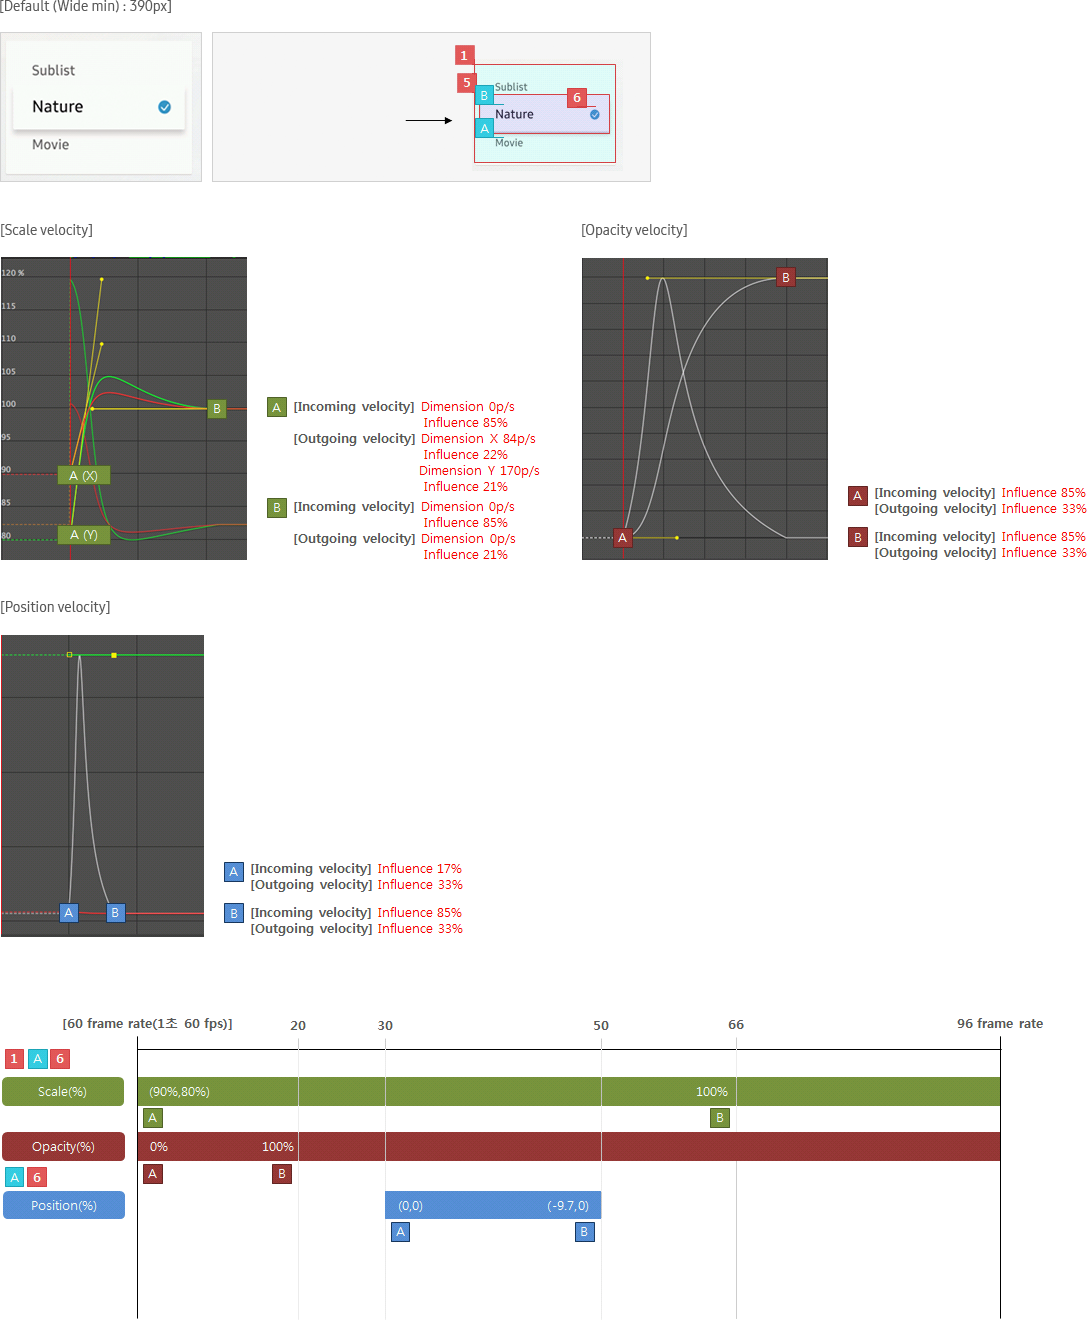 [Default (Wide min) : 390px]
Sublist
Nature
Movie
1
5
Sublist
B
6
Nature
A
Movie
[Scale velocity]
120 %
115
110
105
100
95
90
85
80
B
A (X)
A (Y)
A [Incoming velocity] Dimension 0p/s
Influence 85%
[Outgoing velocity] Dimension X 84p/s
Influence 22%
Dimension Y 170p/s
Influence 21%
B [Incoming velocity] Dimension 0p/s
Influence 85%
[Outgoing velocity] Dimension 0p/s
Influence 21%
[Opacity velocity]
B
A
A [Incoming velocity] Influence 85%
[Outgoing velocity] Influence 33%
B [Incoming velocity] Influence 85%
[Outgoing velocity] Influence 33%
[Position velocity]
A B
A [Incoming velocity] Influence 17%
[Outgoing velocity] Influence 33%
B [Incoming velocity] Influence 85%
[Outgoing velocity] Influence 33%
[60 frame rate(1초 60 fps)] 20 30 50 66 96 frame rate
1 A 6
Scale(%) (90%,80%) 100%
A B
Opacity(%) 0% 100%
A B
A 6
Position(%) (0,0) (-9.7,0)
A B